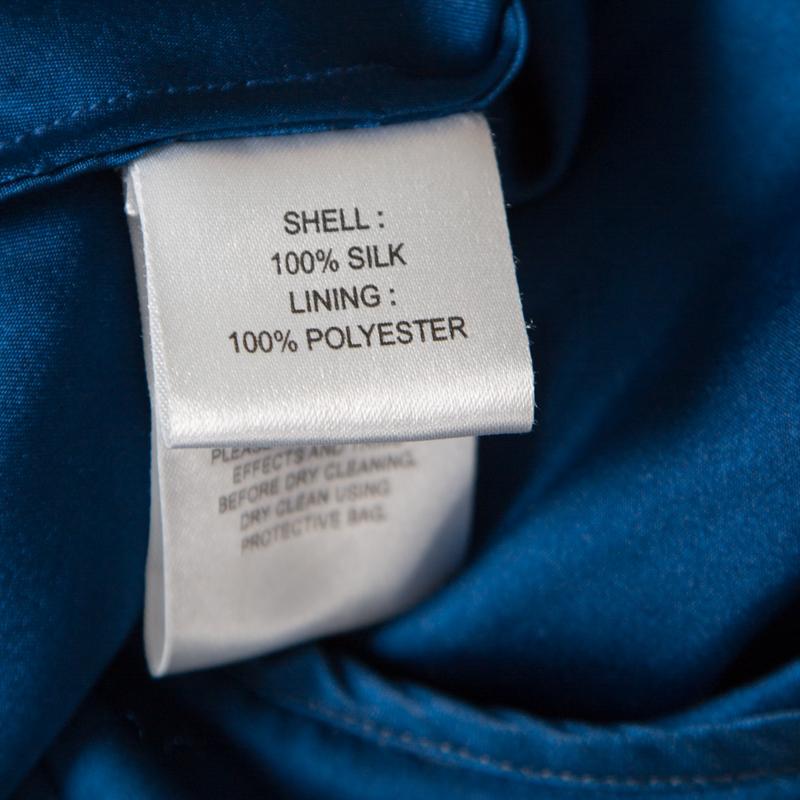 SHELL :
100% SILK
LINING :
100% POLYESTER
EFFECTS AND
BEFORE DRY CLEANING,
DRY CLEAN USING
PROTECTIVE BAG.